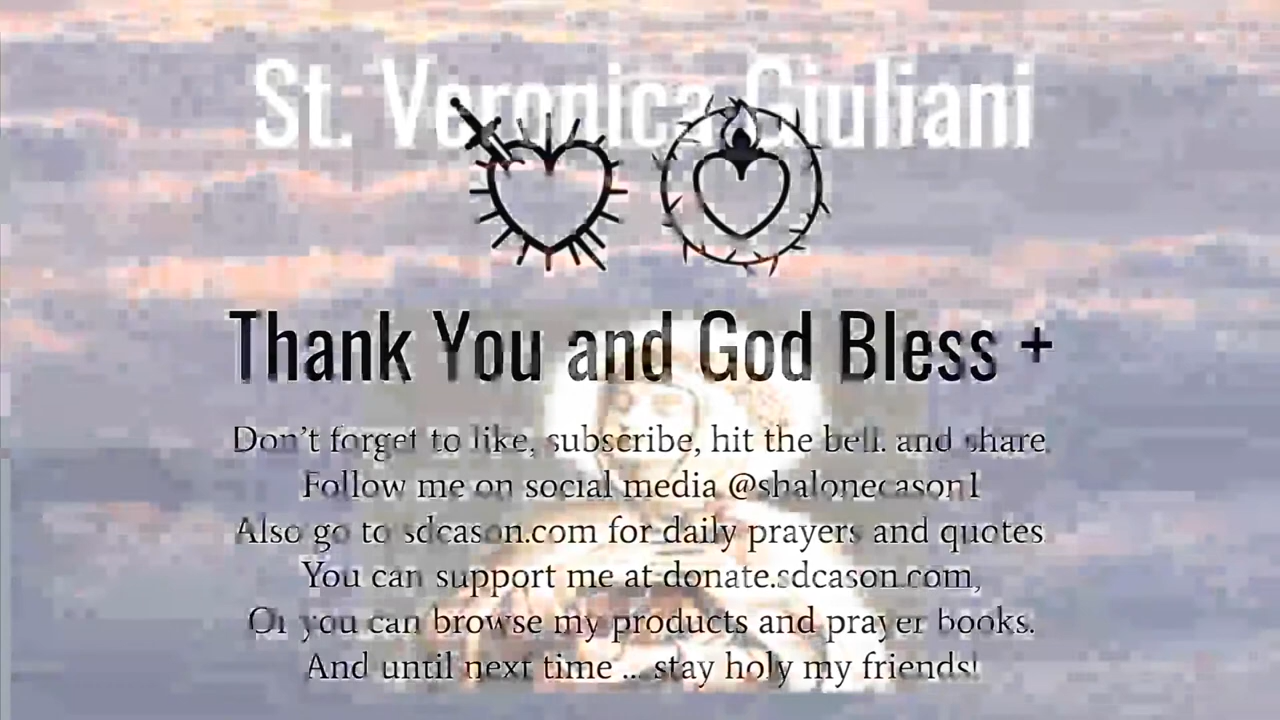 St. Veronica Giuliani
Thank You and God Bless +
Don't forget to like, subscribe, hit the bell. and share.
Follow me on social media @shalonecason1
Also go to sdcason.com for daily prayers and quotes
You can support me at donate.sdcason.com,
Or you can browse my products and prayer books.
And until next time ... stay holy my friends!